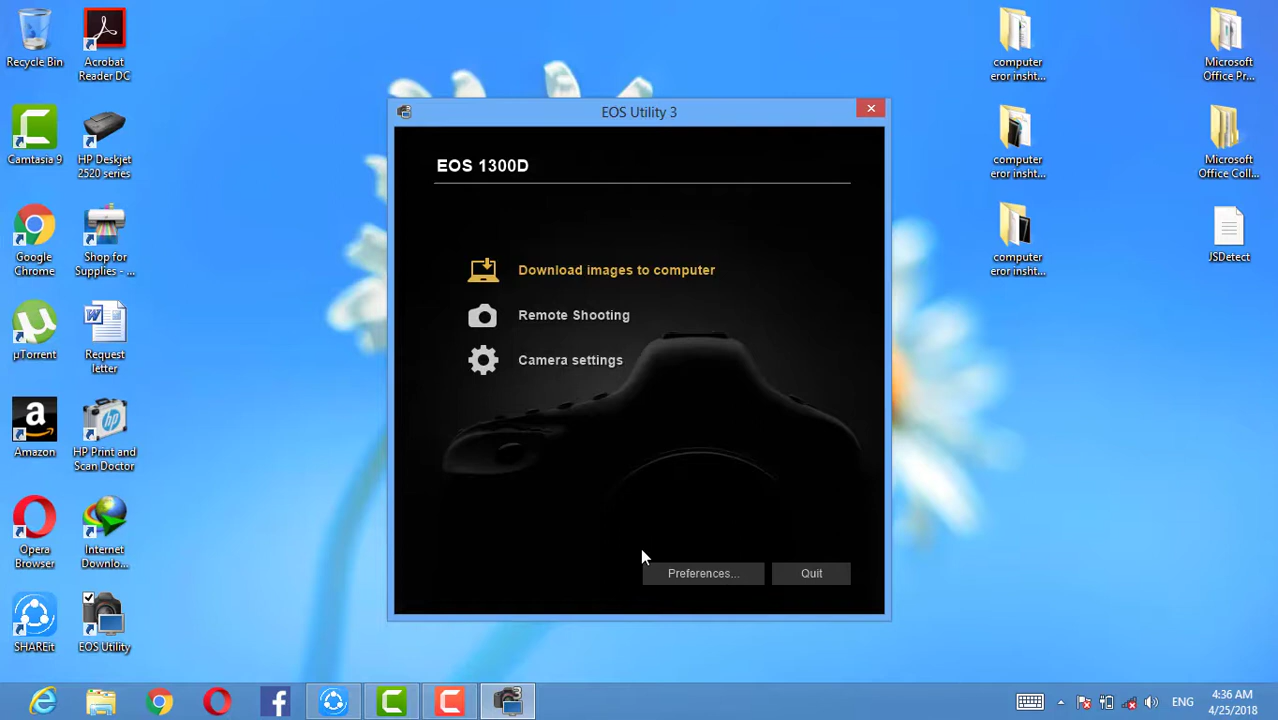 Recycle Bin
Acrobat
Reader DC
Camtasia 9
HP Deskjet
2520 series
Google
Chrome
Shop for
Supplies - ...
µTorrent
Request
letter
Amazon
HP Print and
Scan Doctor
Opera
Browser
Internet
Downlo...
SHAREit
EOS Utility
EOS Utility 3
EOS 1300D
Download images to computer
Remote Shooting
Camera settings
Preferences...
Quit
computer
eror insht...
computer
eror insht...
computer
eror insht...
Microsoft
Office Pr...
Microsoft
Office Coll...
JSDetect
3
ENG
4:36 AM
4/25/2018